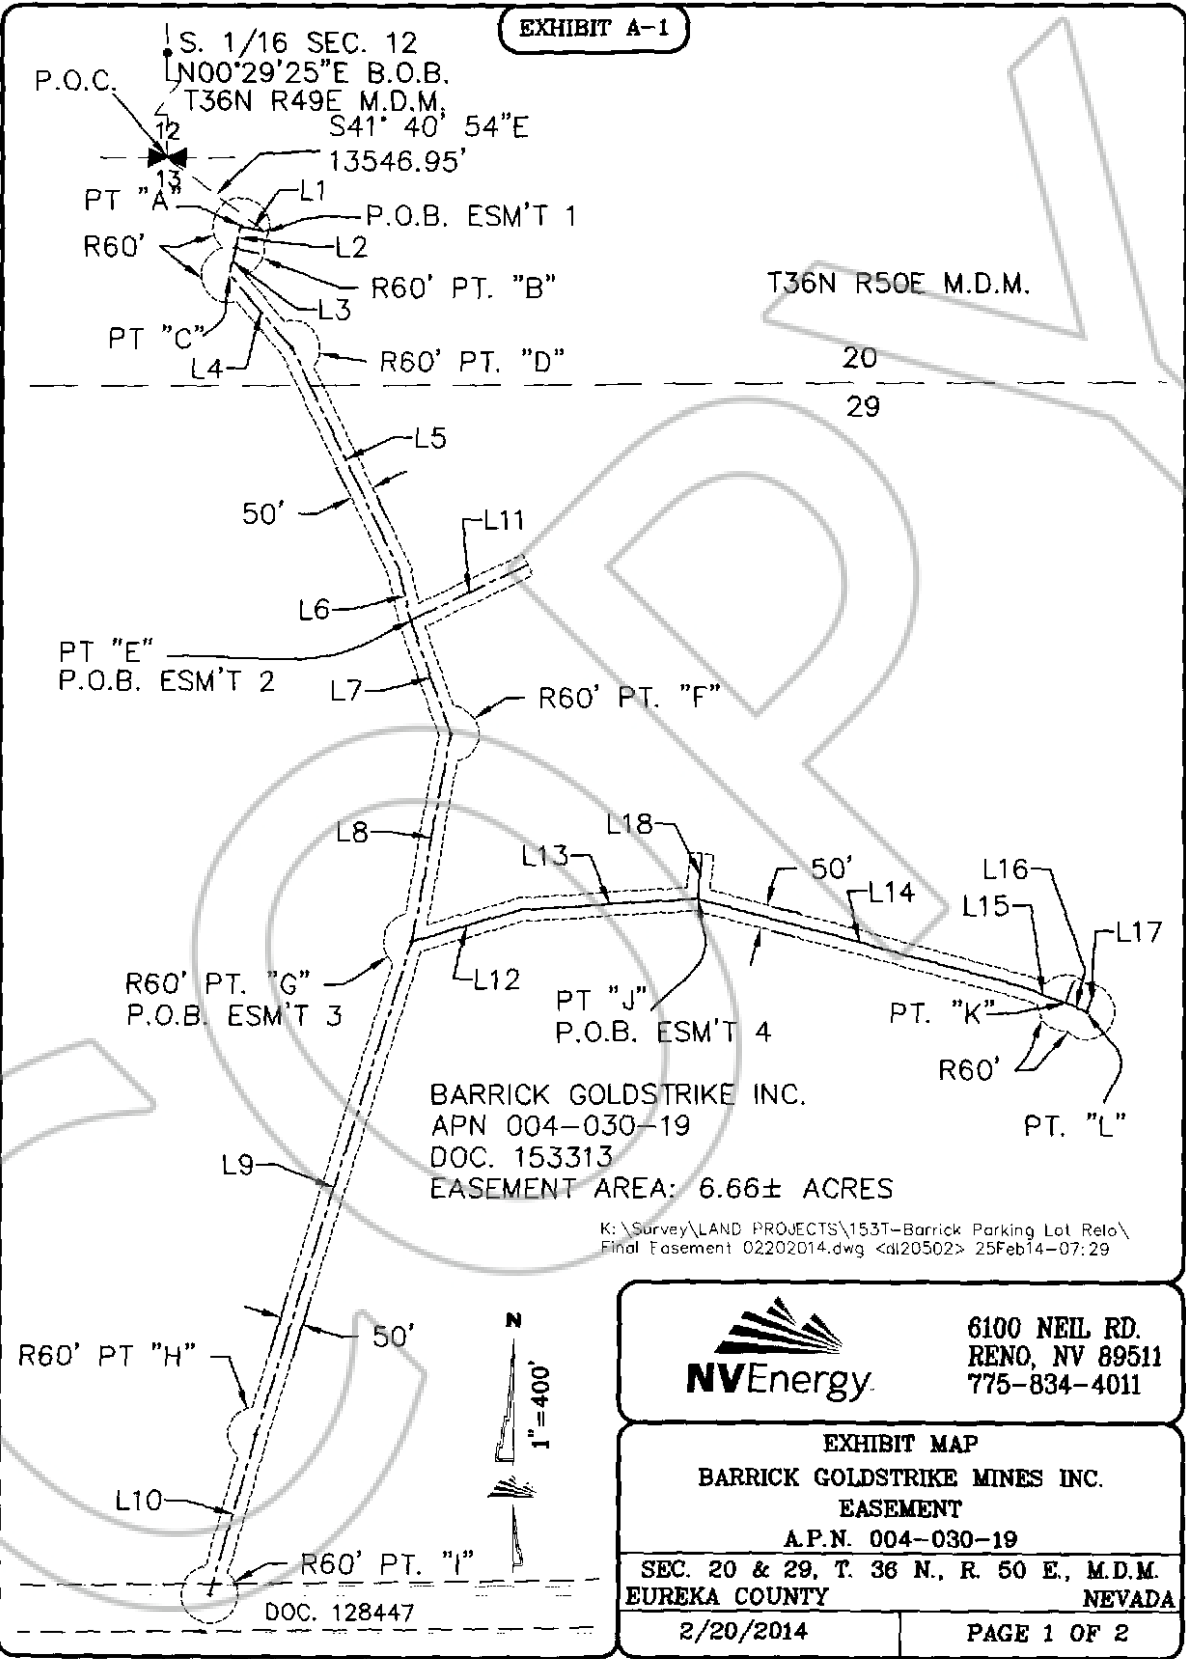 EXHIBIT A-1
S. 1/16 SEC. 12
N00°29'25"E B.O.B.
T36N R49E M.D.M.
P.O.C.
S41° 40' 54"E
13546.95'
12
13
PT "A"
L1
P.O.B. ESM'T 1
R60'
L2
R60' PT. "B"
L3
T36N R50E M.D.M.
PT "C"
L4
R60' PT. "D"
20
29
L5
50'
L11
L6
PT "E"
P.O.B. ESM'T 2
L7
R60' PT. "F"
L8
L18
L13
50'
L14
L16
L15
L17
L12
R60' PT. "G"
P.O.B. ESM'T 3
PT "J"
P.O.B. ESM'T 4
PT. "K"
R60'
PT. "L"
BARRICK GOLDSTRIKE INC.
APN 004-030-19
DOC. 153313
EASEMENT AREA: 6.66± ACRES
L9
K:\Survey\LAND PROJECTS\153T-Barrick Parking Lot Relo\
Final Easement 02202014.dwg <dl20502> 25Feb14-07:29
50'
R60' PT "H"
N
1"=400'
L10
R60' PT. "I"
DOC. 128447
NVEnergy.
6100 NEIL RD.
RENO, NV 89511
775-834-4011
EXHIBIT MAP
BARRICK GOLDSTRIKE MINES INC.
EASEMENT
A.P.N. 004-030-19
SEC. 20 & 29, T. 36 N., R. 50 E., M.D.M.
EUREKA COUNTY NEVADA
2/20/2014 PAGE 1 OF 2
COPY